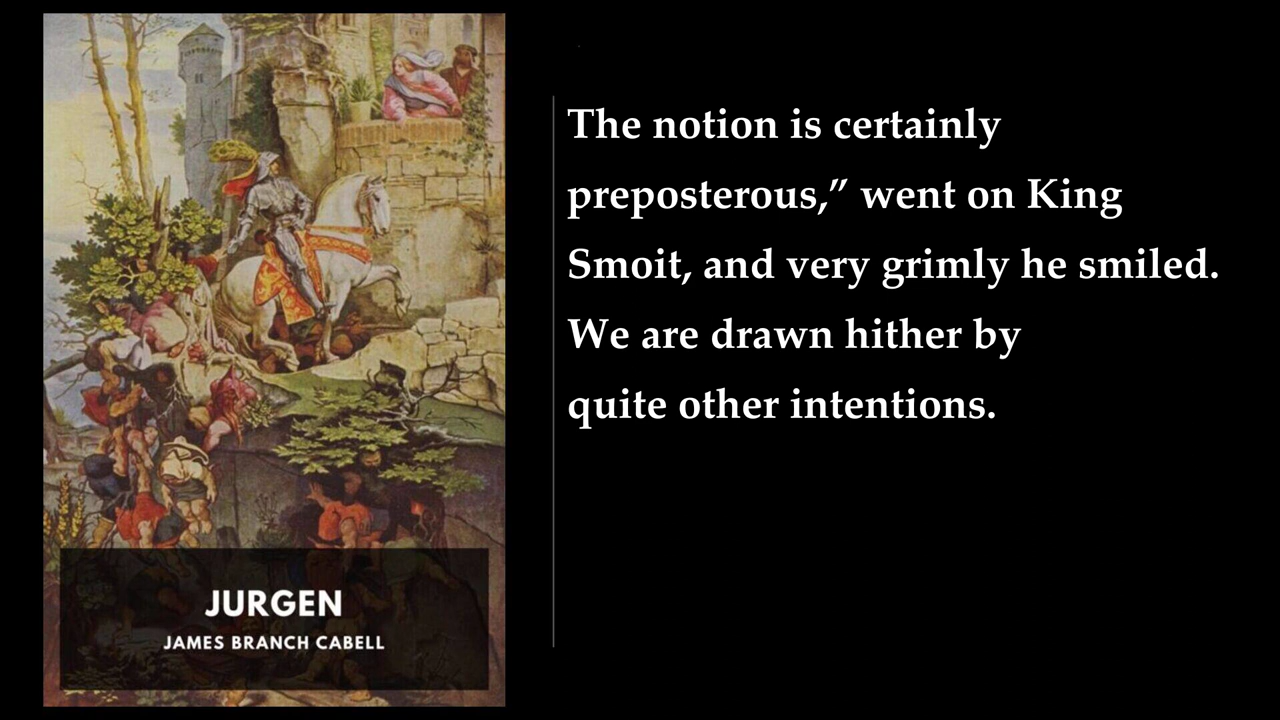 The notion is certainly
preposterous,” went on King
Smoit, and very grimly he smiled.
We are drawn hither by
quite other intentions.
JURGEN
JAMES BRANCH CABELL